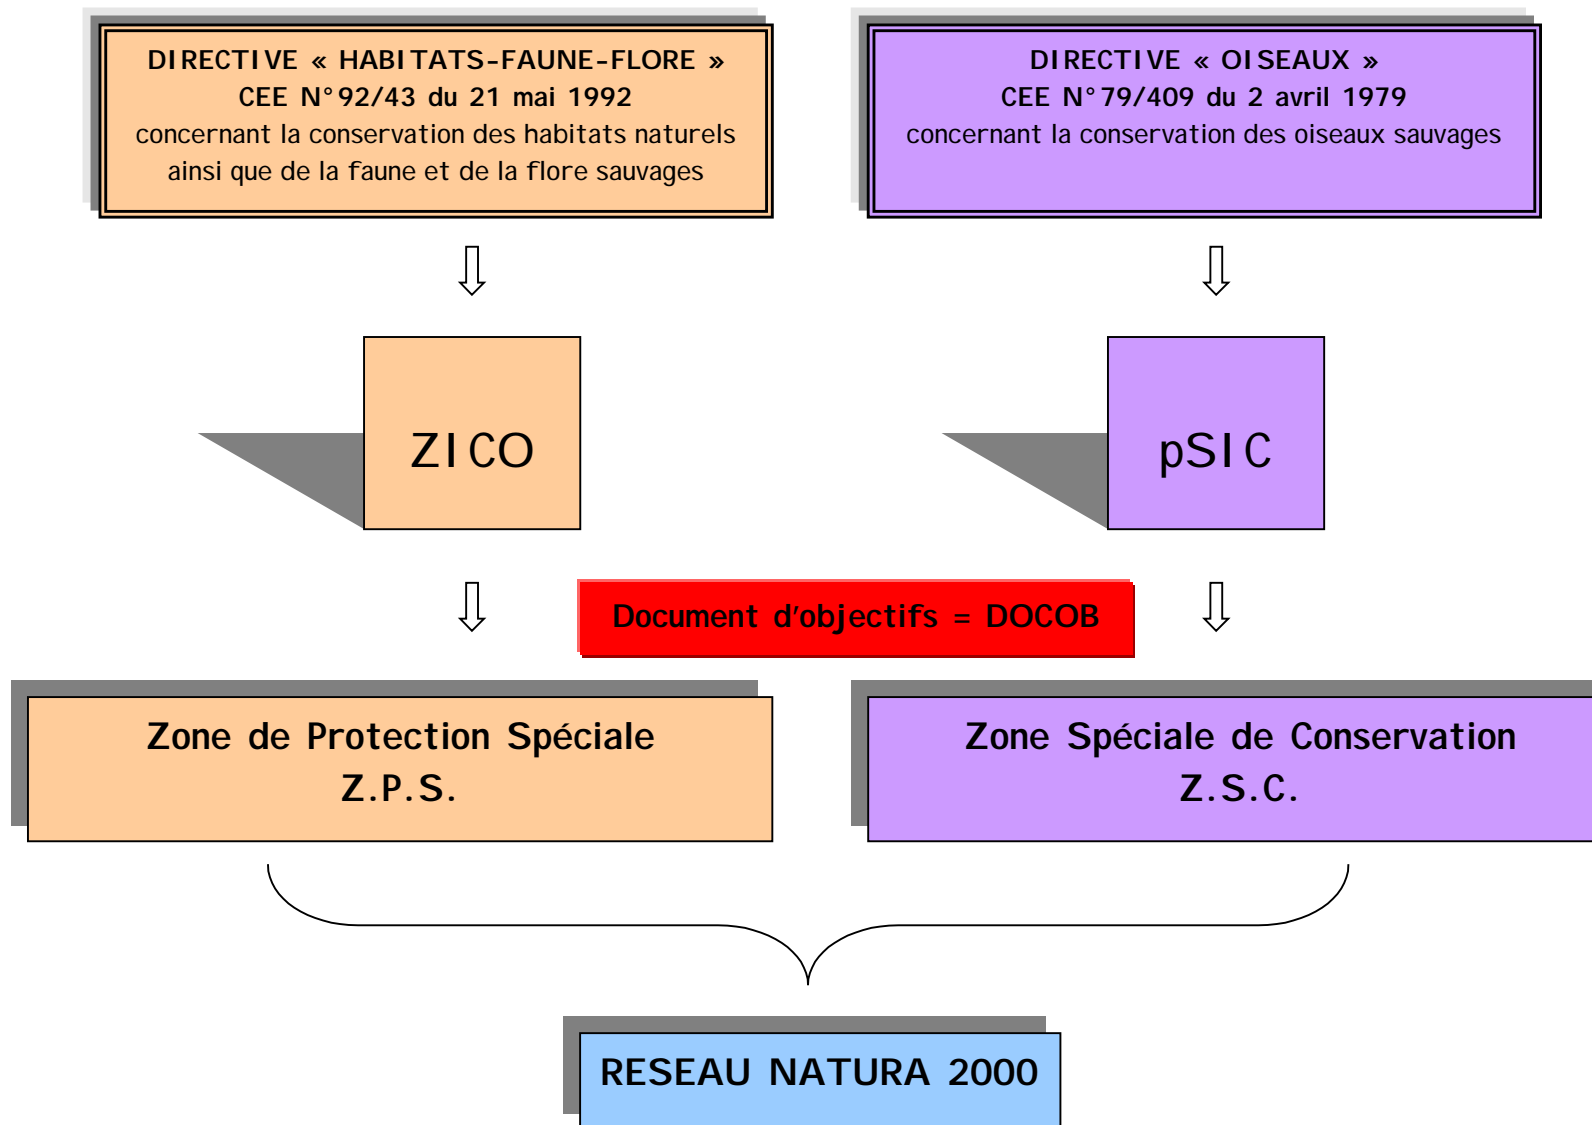 DIRECTIVE « HABITATS-FAUNE-FLORE »
CEE N°92/43 du 21 mai 1992
concernant la conservation des habitats naturels
ainsi que de la faune et de la flore sauvages
DIRECTIVE « OISEAUX »
CEE N°79/409 du 2 avril 1979
concernant la conservation des oiseaux sauvages
ZICO
pSIC
Document d'objectifs = DOCOB
Zone de Protection Spéciale
Z.P.S.
Zone Spéciale de Conservation
Z.S.C.
RESEAU NATURA 2000